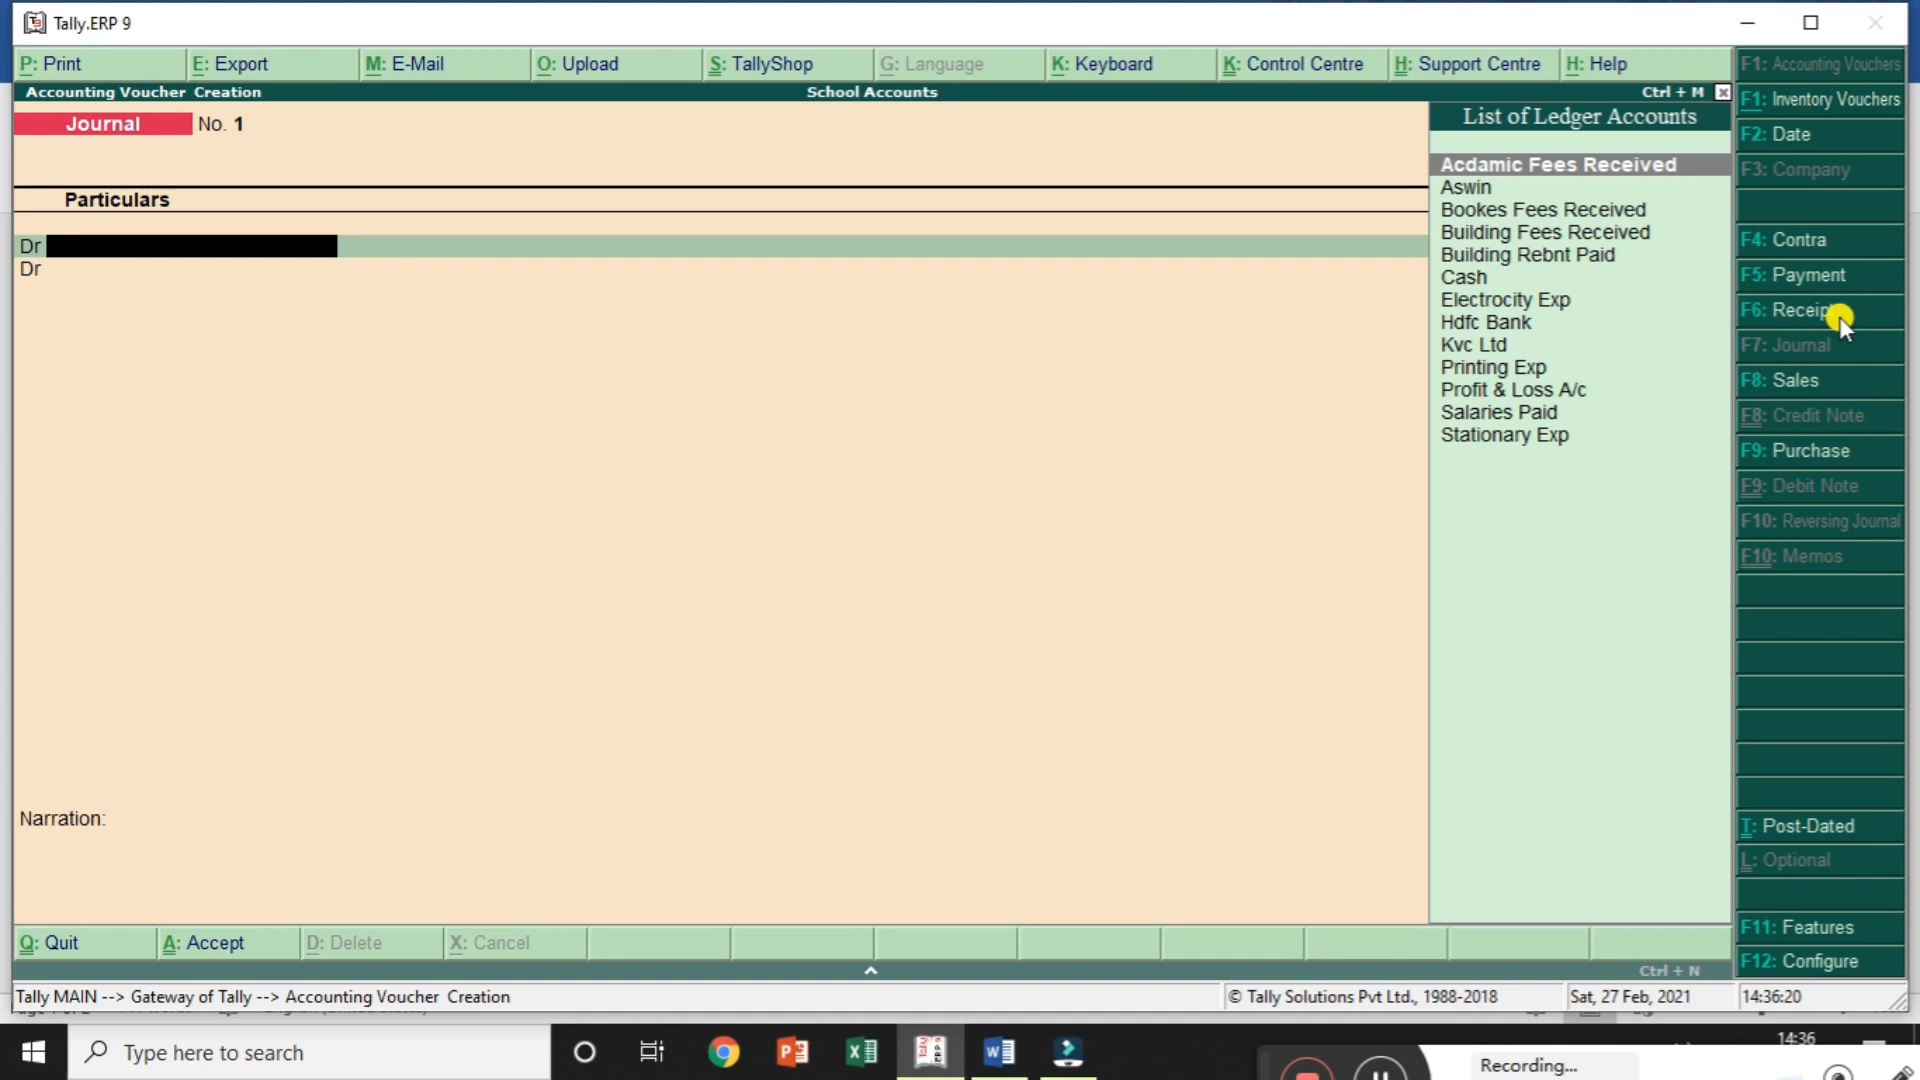 Tally.ERP 9
P: Print E: Export M: E-Mail O: Upload S: TallyShop G: Language K: Keyboard K: Control Centre H: Support Centre H: Help
Accounting Voucher Creation School Accounts Ctrl + M
Journal No. 1
Particulars
Dr
Dr
Narration:
List of Ledger Accounts
Acdamic Fees Received
Aswin
Bookes Fees Received
Building Fees Received
Building Rebnt Paid
Cash
Electrocity Exp
Hdfc Bank
Kvc Ltd
Printing Exp
Profit & Loss A/c
Salaries Paid
Stationary Exp
F1: Accounting Vouchers
F1: Inventory Vouchers
F2: Date
F3: Company
F4: Contra
F5: Payment
F6: Receipt
F7: Journal
F8: Sales
F8: Credit Note
F9: Purchase
F9: Debit Note
F10: Reversing Journal
F10: Memos
T: Post-Dated
L: Optional
F11: Features
F12: Configure
Q: Quit A: Accept D: Delete X: Cancel
Ctrl + N
Tally MAIN --> Gateway of Tally --> Accounting Voucher Creation © Tally Solutions Pvt Ltd., 1988-2018 Sat, 27 Feb, 2021 14:36:20
Type here to search
14:36
Recording...